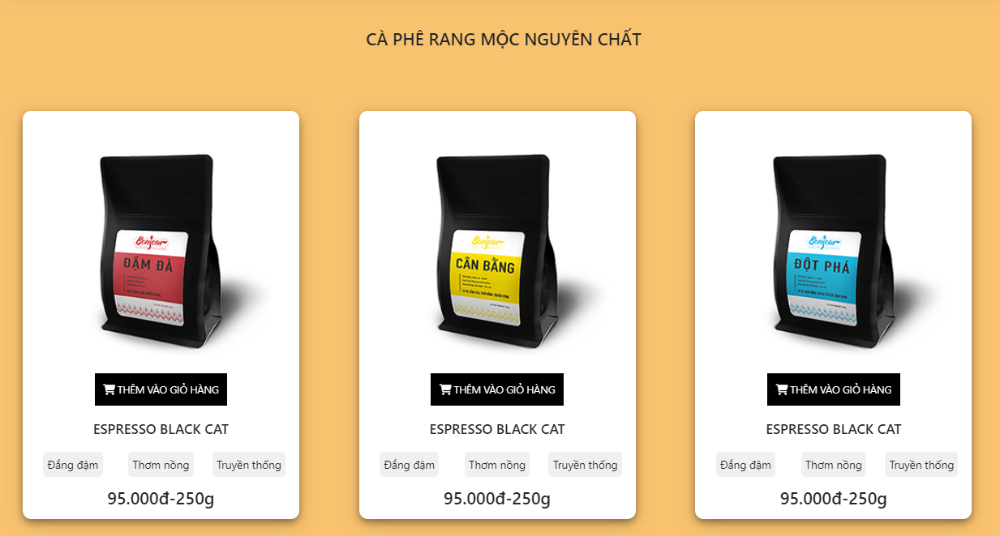 CÀ PHÊ RANG MỘC NGUYÊN CHẤT
Bonjour
ĐẬM ĐÀ
THÊM VÀO GIỎ HÀNG
ESPRESSO BLACK CAT
Đắng đậm Thơm nồng Truyền thống
95.000đ-250g
Bonjour
CÂN BẰNG
THÊM VÀO GIỎ HÀNG
ESPRESSO BLACK CAT
Đắng đậm Thơm nồng Truyền thống
95.000đ-250g
Bonjour
ĐỘT PHÁ
THÊM VÀO GIỎ HÀNG
ESPRESSO BLACK CAT
Đắng đậm Thơm nồng Truyền thống
95.000đ-250g